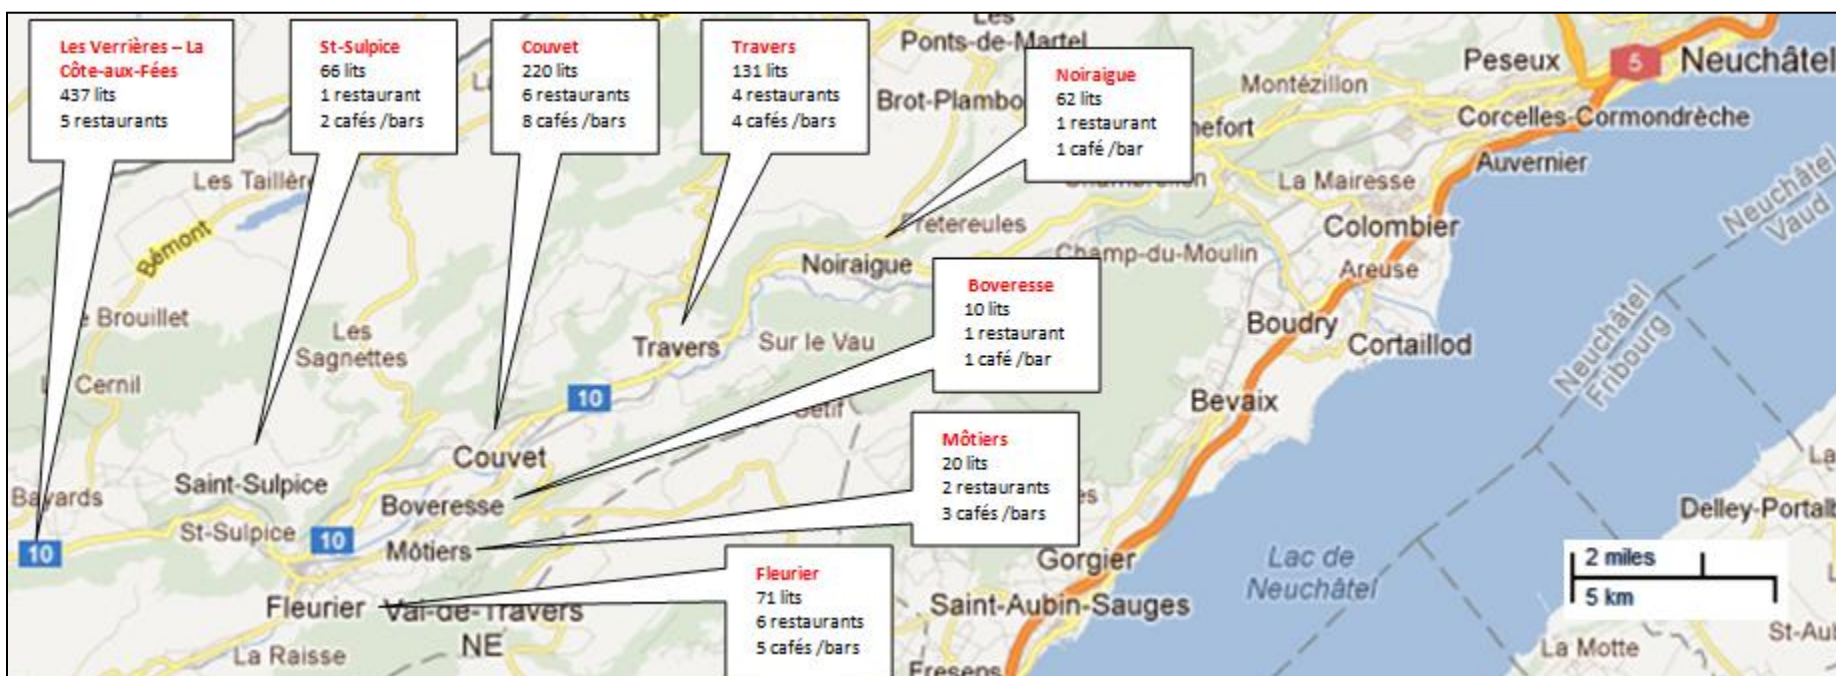 Les Verrières – La
Côte-aux-Fées
437 lits
5 restaurants
St-Sulpice
66 lits
1 restaurant
2 cafés /bars
Couvet
220 lits
6 restaurants
8 cafés /bars
Travers
131 lits
4 restaurants
4 cafés /bars
Noiraigue
62 lits
1 restaurant
1 café /bar
Boveresse
10 lits
1 restaurant
1 café /bar
Môtiers
20 lits
2 restaurants
3 cafés /bars
Fleurier
71 lits
6 restaurants
5 cafés /bars
Les
Ponts-de-Martel
Brot-Plambo
Montézillon
Peseux
5
Neuchâtel
Corcelles-Cormondrèche
Auvernier
La Mairesse
Colombier
Areuse
Les Taillèr
Bémont
Fretereules
Champ-du-Moulin
Noiraigue
Neuchâtel
Vaud
Brouillet
Les
Sagnettes
Travers
Sur le Vau
Boudry
Cortaillod
Neuchâtel
Fribourg
Cernil
10
Bevaix
Couvet
Saint-Sulpice
Bayards
Boveresse
St-Sulpice
10
10
Môtiers
Delley-Portalb
Gorgier
Lac de
Neuchâtel
2 miles
5 km
Fleurier
Val-de-Travers
NE
Saint-Aubin-Sauges
La Raisse
Fresens
La Motte
St-Aub